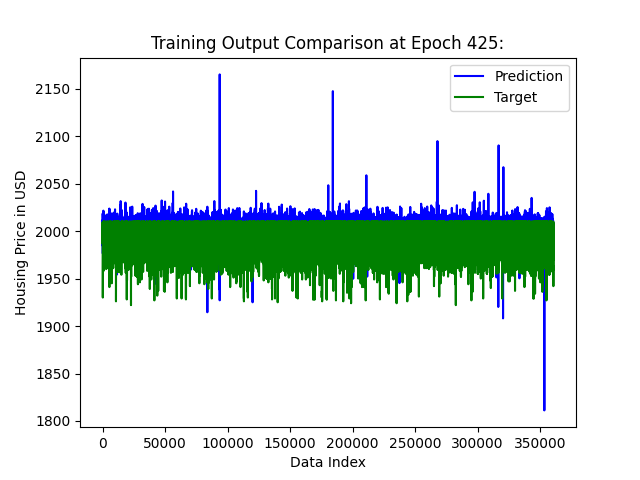 Training Output Comparison at Epoch 425:
Prediction
Target
Housing Price in USD
2150
2100
2050
2000
1950
1900
1850
1800
0 50000 100000 150000 200000 250000 300000 350000
Data Index